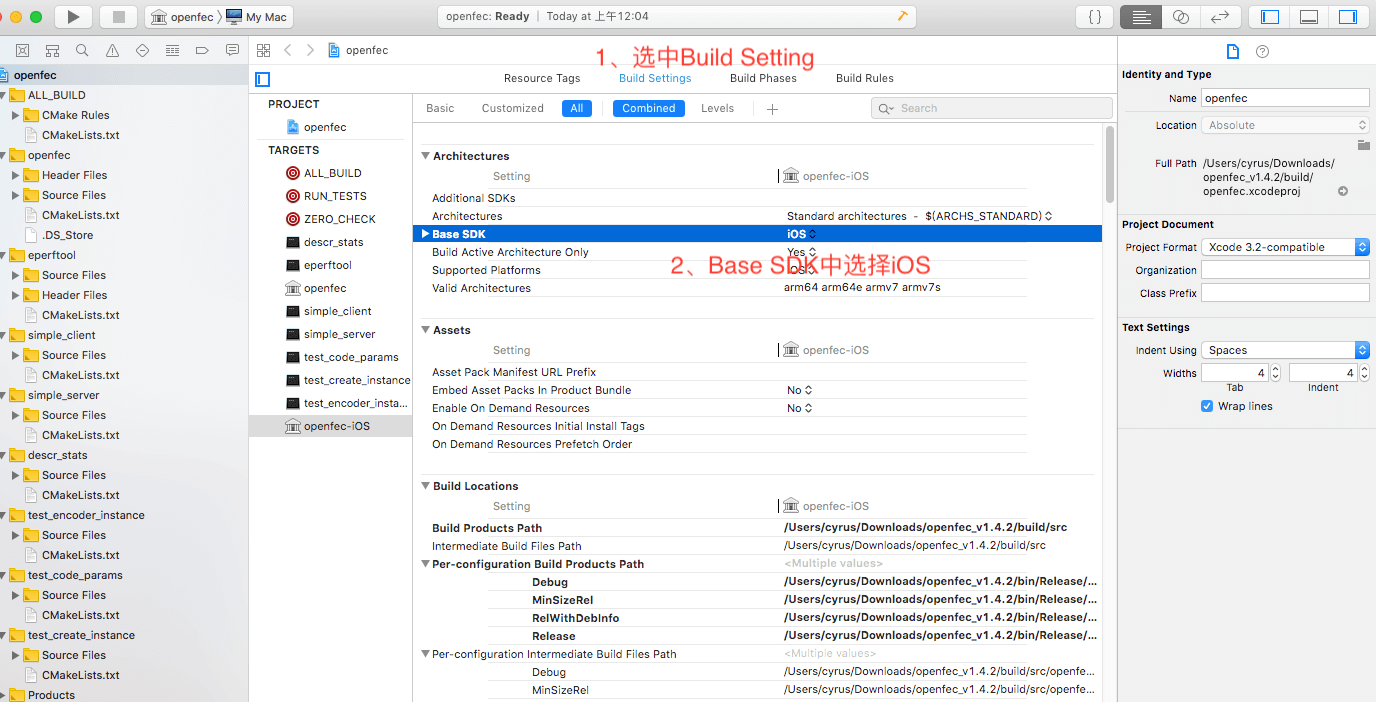 openfec My Mac
openfec: Ready Today at 上午12:04
{}
openfec
openfec
ALL_BUILD
CMake Rules
CMakeLists.txt
openfec
Header Files
Source Files
CMakeLists.txt
.DS_Store
eperftool
Source Files
Header Files
CMakeLists.txt
simple_client
Source Files
CMakeLists.txt
simple_server
Source Files
CMakeLists.txt
descr_stats
Source Files
CMakeLists.txt
test_encoder_instance
Source Files
CMakeLists.txt
test_code_params
Source Files
CMakeLists.txt
test_create_instance
Source Files
CMakeLists.txt
Products
1、选中Build Setting
Resource Tags Build Settings Build Phases Build Rules
PROJECT
openfec
TARGETS
ALL_BUILD
RUN_TESTS
ZERO_CHECK
descr_stats
eperftool
openfec
simple_client
simple_server
test_code_params
test_create_instance
test_encoder_insta...
openfec-iOS
Basic Customized All Combined Levels + Search
Architectures
Setting openfec-iOS
Additional SDKs
Architectures Standard architectures - $(ARCHS_STANDARD)
Base SDK iOS
Build Active Architecture Only Yes
2、Base SDK中选择iOS
Supported Platforms iOS
Valid Architectures arm64 arm64e armv7 armv7s
Assets
Setting openfec-iOS
Asset Pack Manifest URL Prefix
Embed Asset Packs In Product Bundle No
Enable On Demand Resources No
On Demand Resources Initial Install Tags
On Demand Resources Prefetch Order
Build Locations
Setting openfec-iOS
Build Products Path /Users/cyrus/Downloads/openfec_v1.4.2/build/src
Intermediate Build Files Path /Users/cyrus/Downloads/openfec_v1.4.2/build/src
Per-configuration Build Products Path <Multiple values>
Debug /Users/cyrus/Downloads/openfec_v1.4.2/bin/Release/...
MinSizeRel /Users/cyrus/Downloads/openfec_v1.4.2/bin/Release/...
RelWithDebInfo /Users/cyrus/Downloads/openfec_v1.4.2/bin/Release/...
Release /Users/cyrus/Downloads/openfec_v1.4.2/bin/Release/...
Per-configuration Intermediate Build Files Path <Multiple values>
Debug /Users/cyrus/Downloads/openfec_v1.4.2/build/src/openfe...
MinSizeRel /Users/cyrus/Downloads/openfec_v1.4.2/build/src/openfe...
Identity and Type
Name openfec
Location Absolute
Full Path /Users/cyrus/Downloads/
openfec_v1.4.2/build/
openfec.xcodeproj
Project Document
Project Format Xcode 3.2-compatible
Organization
Class Prefix
Text Settings
Indent Using Spaces
Widths 4 4
Tab Indent
Wrap lines